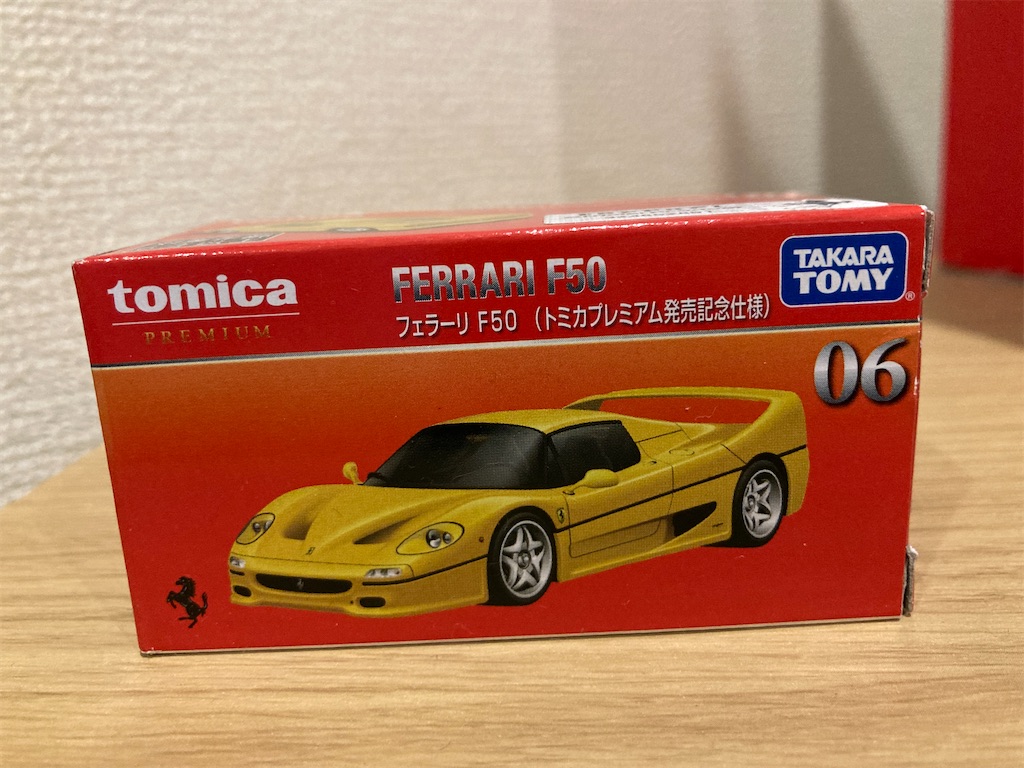 tomica
PREMIUM
FERRARI F50
フェラーリ F50 (トミカプレミアム発売記念仕様)
TAKARA
TOMY
®
06